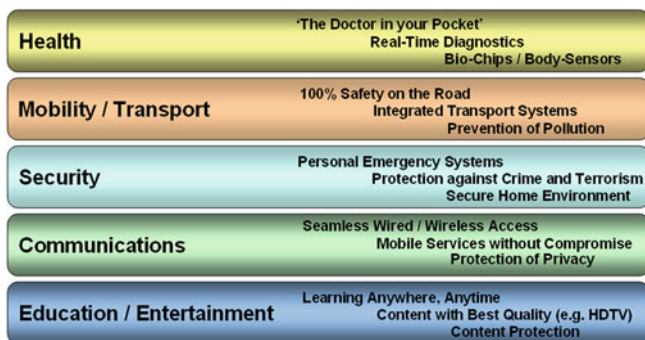 Health
'The Doctor in your Pocket'
Real-Time Diagnostics
Bio-Chips / Body-Sensors
Mobility / Transport
100% Safety on the Road
Integrated Transport Systems
Prevention of Pollution
Security
Personal Emergency Systems
Protection against Crime and Terrorism
Secure Home Environment
Communications
Seamless Wired / Wireless Access
Mobile Services without Compromise
Protection of Privacy
Education / Entertainment
Learning Anywhere, Anytime
Content with Best Quality (e.g. HDTV)
Content Protection